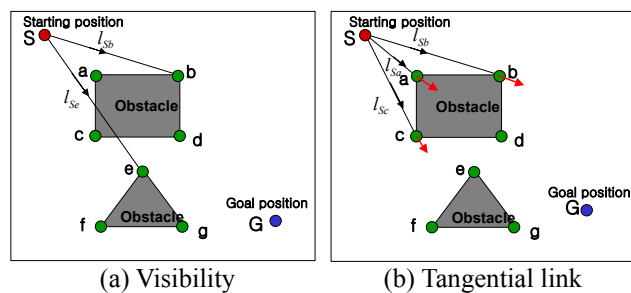 Starting position
S
l_Sb
a
b
l_Se
Obstacle
c
d
e
Goal position
G
f
Obstacle
g
(a) Visibility
Starting position
S
l_Sb
l_Sa
a
b
l_Sc
Obstacle
c
d
e
Goal position
G
f
Obstacle
g
(b) Tangential link